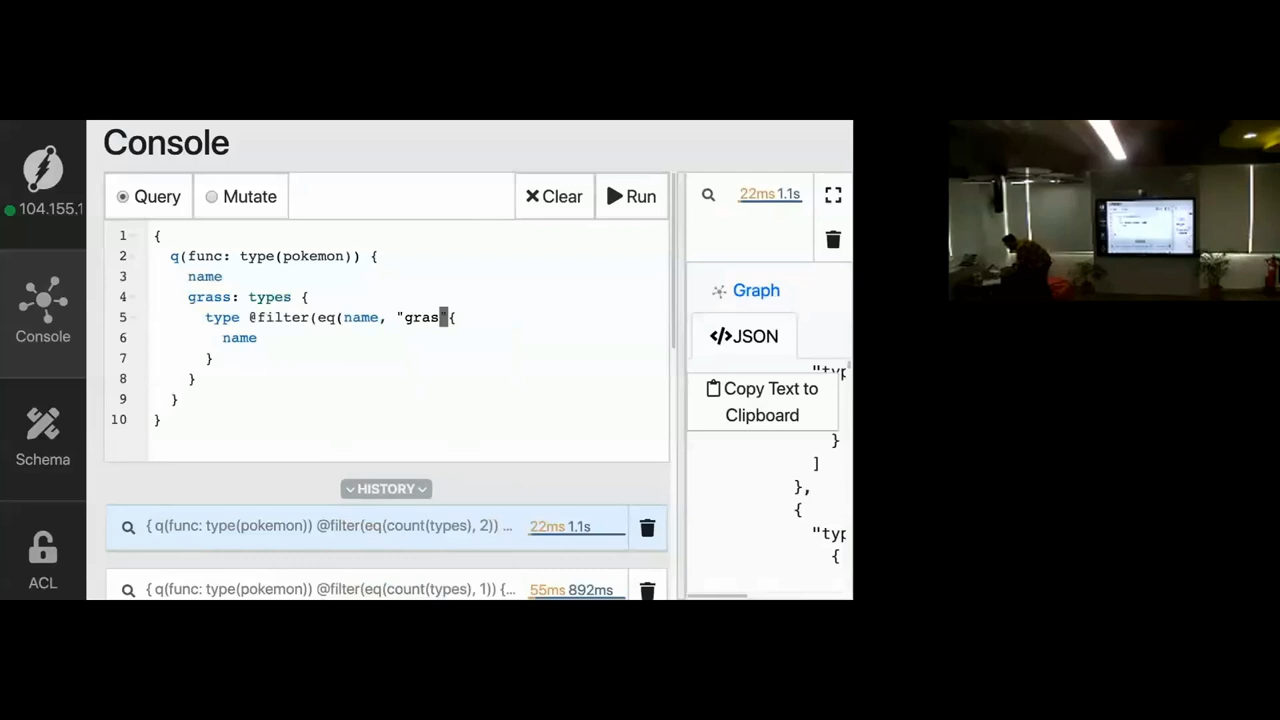 Console
104.155.1
Console
Schema
ACL
Query
Mutate
Clear
Run
1 {
2 q(func: type(pokemon)) {
3 name
4 grass: types {
5 type @filter(eq(name, "gras"{
6 name
7 }
8 }
9 }
10 }
HISTORY
{ q(func: type(pokemon)) @filter(eq(count(types), 2)) ... 22ms 1.1s
{ q(func: type(pokemon)) @filter(eq(count(types), 1)) {... 55ms 892ms
22ms 1.1s
Graph
</>JSON
Copy Text to
Clipboard
"typ
}
]
},
{
"typ
{